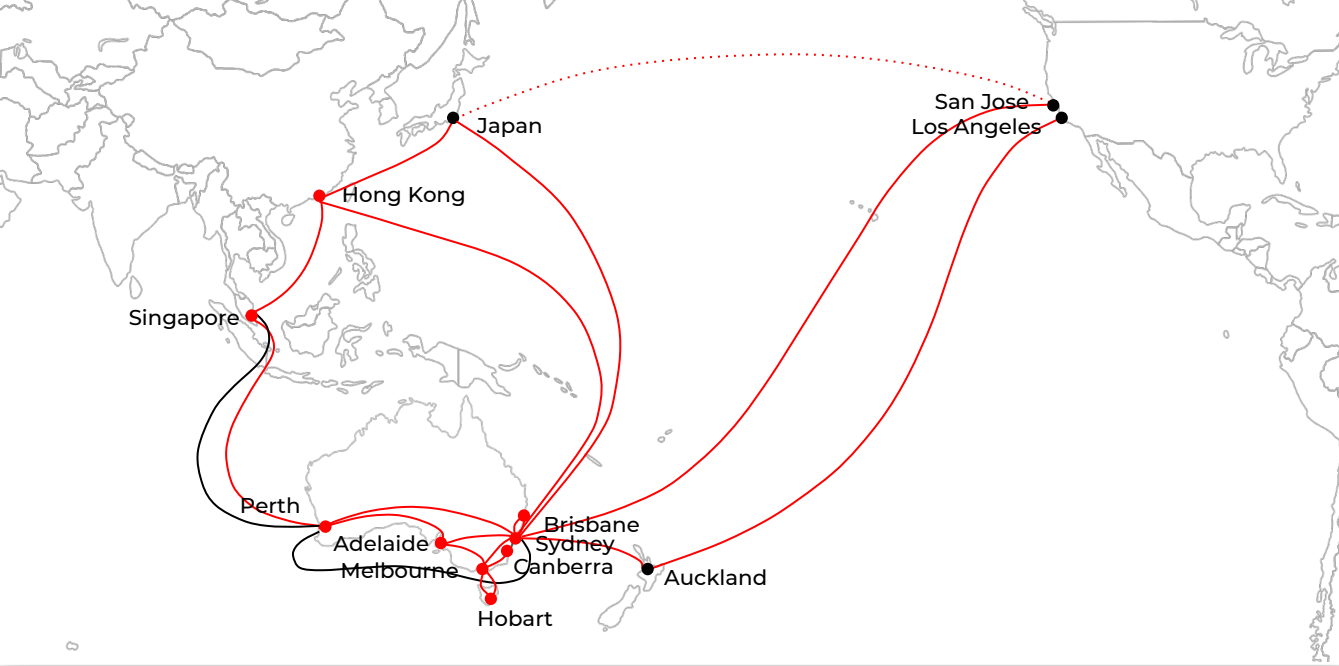 San Jose
Los Angeles
Japan
Hong Kong
Singapore
Perth
Brisbane
Adelaide
Sydney
Melbourne
Canberra
Auckland
Hobart